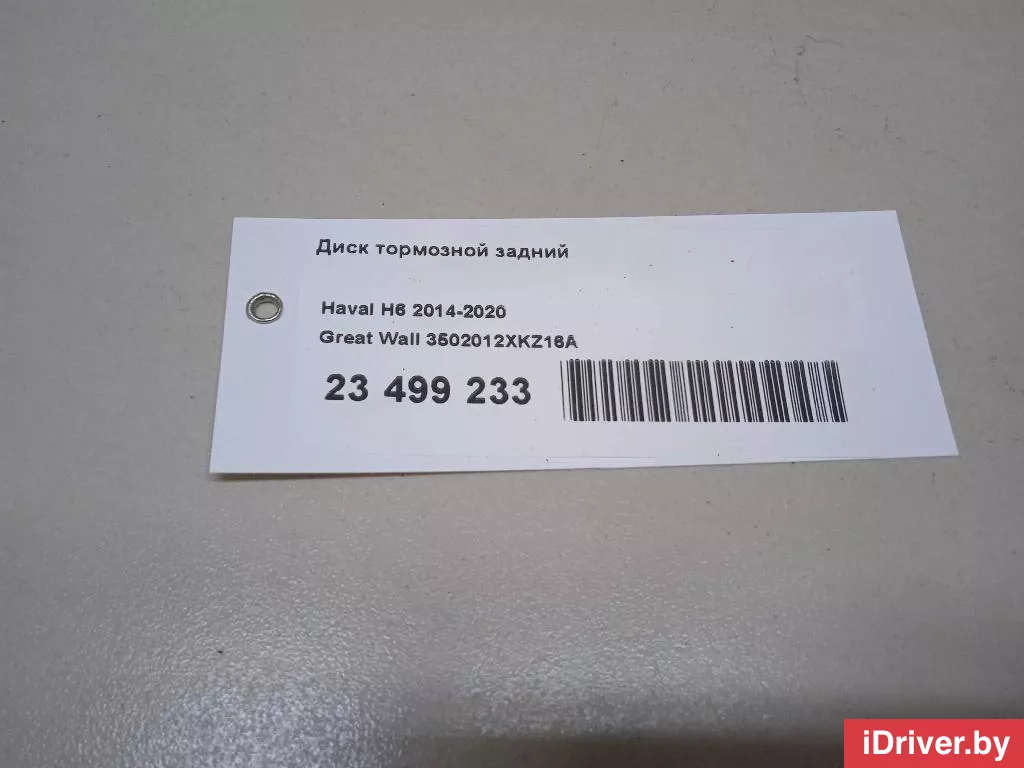 Диск тормозной задний
Haval H6 2014-2020
Great Wall 3502012XKZ16A
23 499 233
iDriver.by